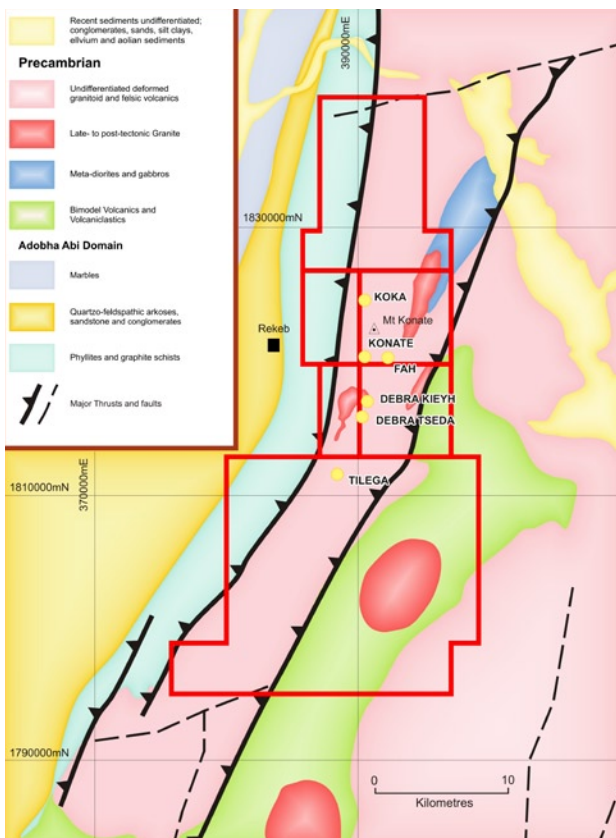 Recent sediments undifferentiated;
conglomerates, sands, silt clays,
ellvium and aolian sediments
Precambrian
Undifferentiated deformed
granitoid and felsic volcanics
Late- to post-tectonic Granite
Meta-diorites and gabbros
Bimodel Volcanics and
Volcaniclastics
Adobha Abi Domain
Marbles
Quartzo-feldspathic arkoses,
sandstone and conglomerates
Phyllites and graphite schists
Major Thrusts and faults
390000mE
1830000mN
KOKA
Mt Konate
Rekeb
KONATE
FAH
DEBRA KIEYH
DEBRA TSEDA
TILEGA
370000mE
1810000mN
1790000mN
0 10
Kilometres